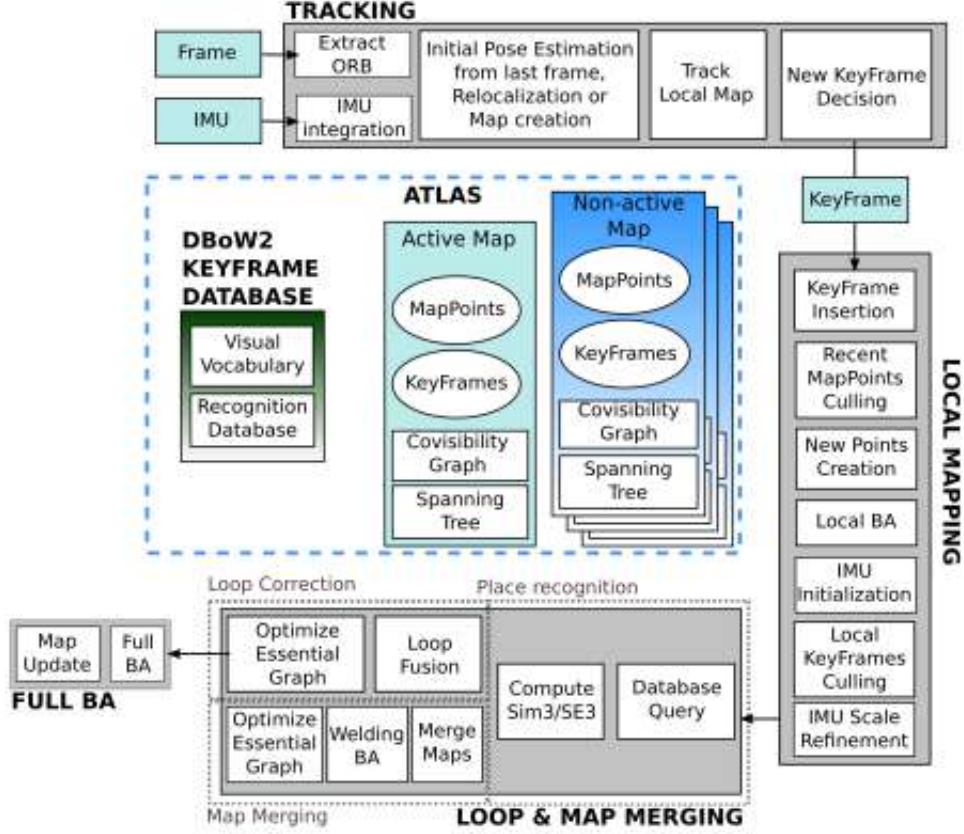 TRACKING
Frame
IMU
Extract
ORB
IMU
integration
Initial Pose Estimation
from last frame,
Relocalization or
Map creation
Track
Local Map
New KeyFrame
Decision
KeyFrame
ATLAS
DBoW2
KEYFRAME
DATABASE
Visual
Vocabulary
Recognition
Database
Active Map
MapPoints
KeyFrames
Covisibility
Graph
Spanning
Tree
Non-active
Map
MapPoints
KeyFrames
Covisibility
Graph
Spanning
Tree
KeyFrame
Insertion
Recent
MapPoints
Culling
New Points
Creation
Local BA
IMU
Initialization
Local
KeyFrames
Culling
IMU Scale
Refinement
LOCAL MAPPING
Loop Correction
Place recognition
Optimize
Essential
Graph
Loop
Fusion
Compute
Sim3/SE3
Database
Query
Map
Update
Full
BA
FULL BA
Optimize
Essential
Graph
Welding
BA
Merge
Maps
Map Merging
LOOP & MAP MERGING